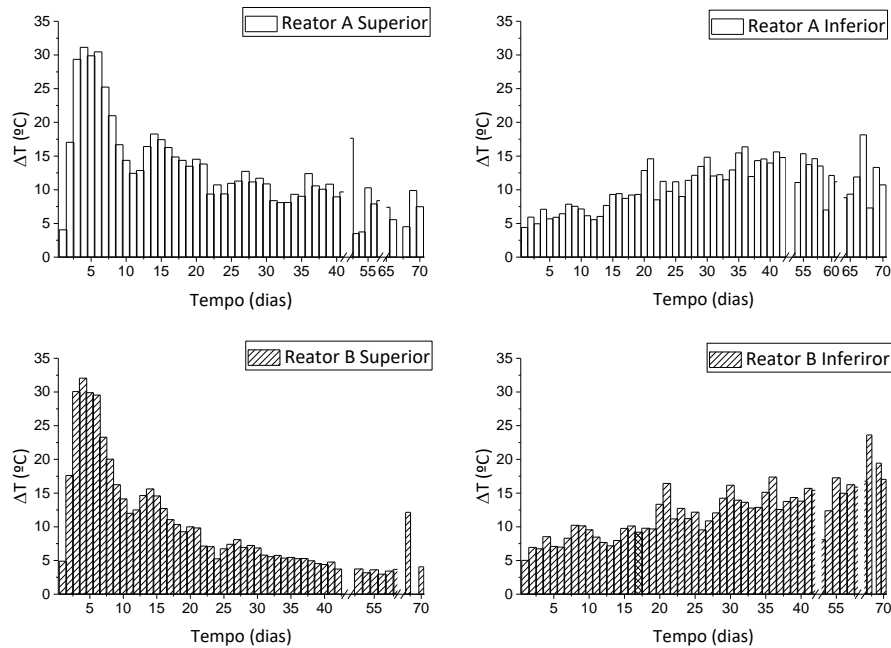 Reator A Superior
35
30
25
20
15
10
5
0
ΔT (ºC)
5 10 15 20 25 30 35 40 55 65 70
Tempo (dias)
Reator A Inferior
35
30
25
20
15
10
5
0
ΔT (ºC)
5 10 15 20 25 30 35 40 55 60 65 70
Tempo (dias)
Reator B Superior
35
30
25
20
15
10
5
0
ΔT (ºC)
5 10 15 20 25 30 35 40 55 70
Tempo (dias)
Reator B Inferiror
35
30
25
20
15
10
5
0
ΔT (ºC)
5 10 15 20 25 30 35 40 55 70
Tempo (dias)